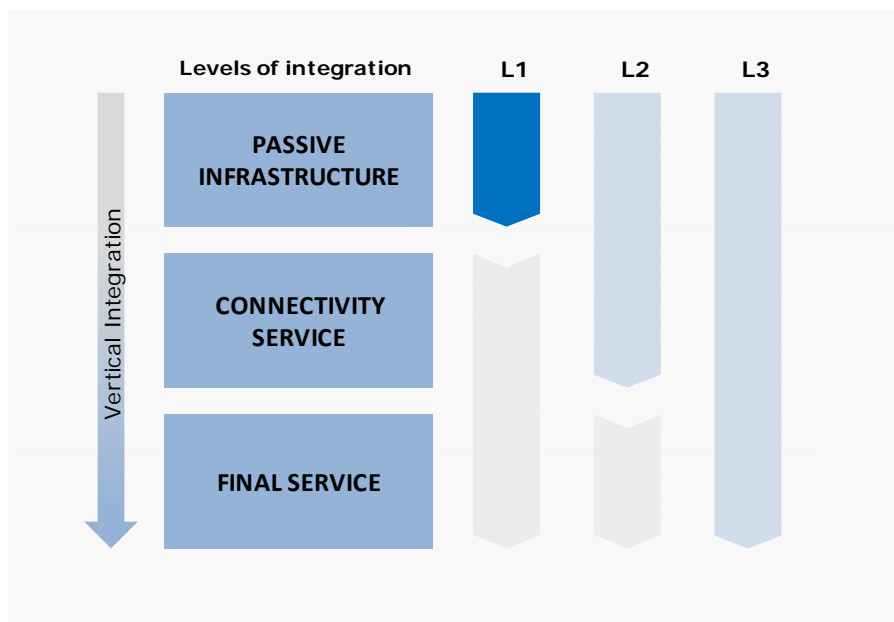 Levels of integration L1 L2 L3
PASSIVE
INFRASTRUCTURE
CONNECTIVITY
SERVICE
FINAL SERVICE
Vertical Integration